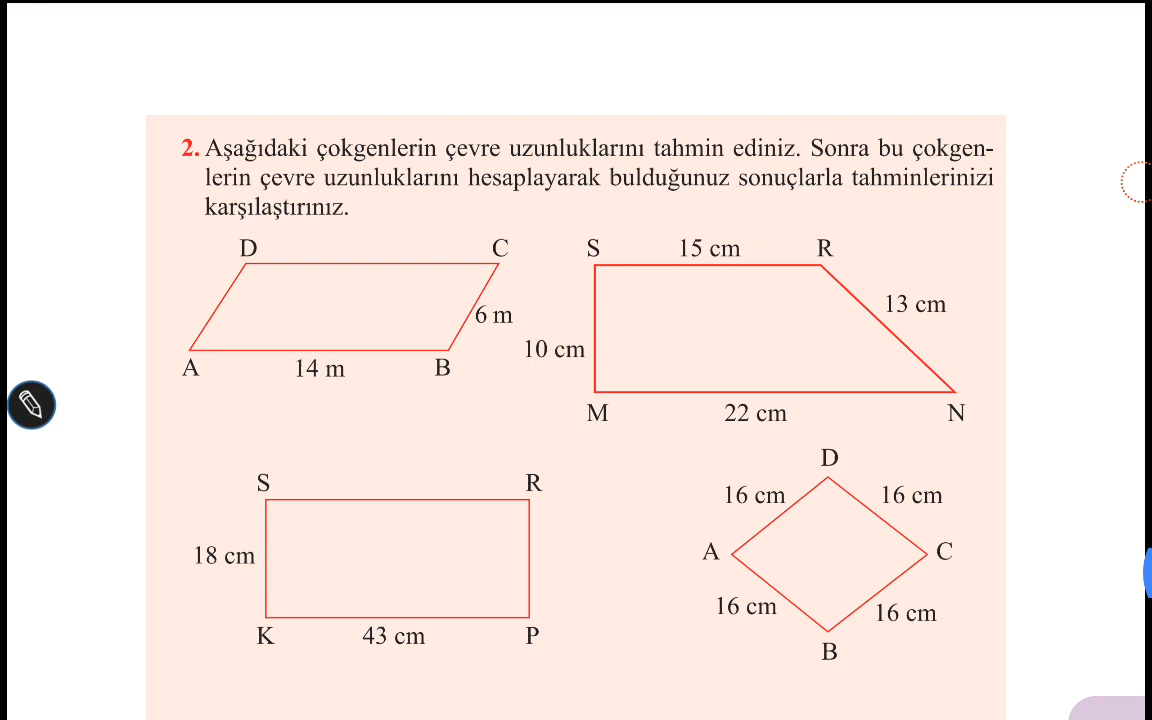 2. Aşağıdaki çokgenlerin çevre uzunluklarını tahmin ediniz. Sonra bu çokgen-
lerin çevre uzunluklarını hesaplayarak bulduğunuz sonuçlarla tahminlerinizi
karşılaştırınız.
D C
6 m
A 14 m B
S 15 cm R
13 cm
10 cm
M 22 cm N
S R
18 cm
K 43 cm P
D
16 cm 16 cm
A C
16 cm 16 cm
B